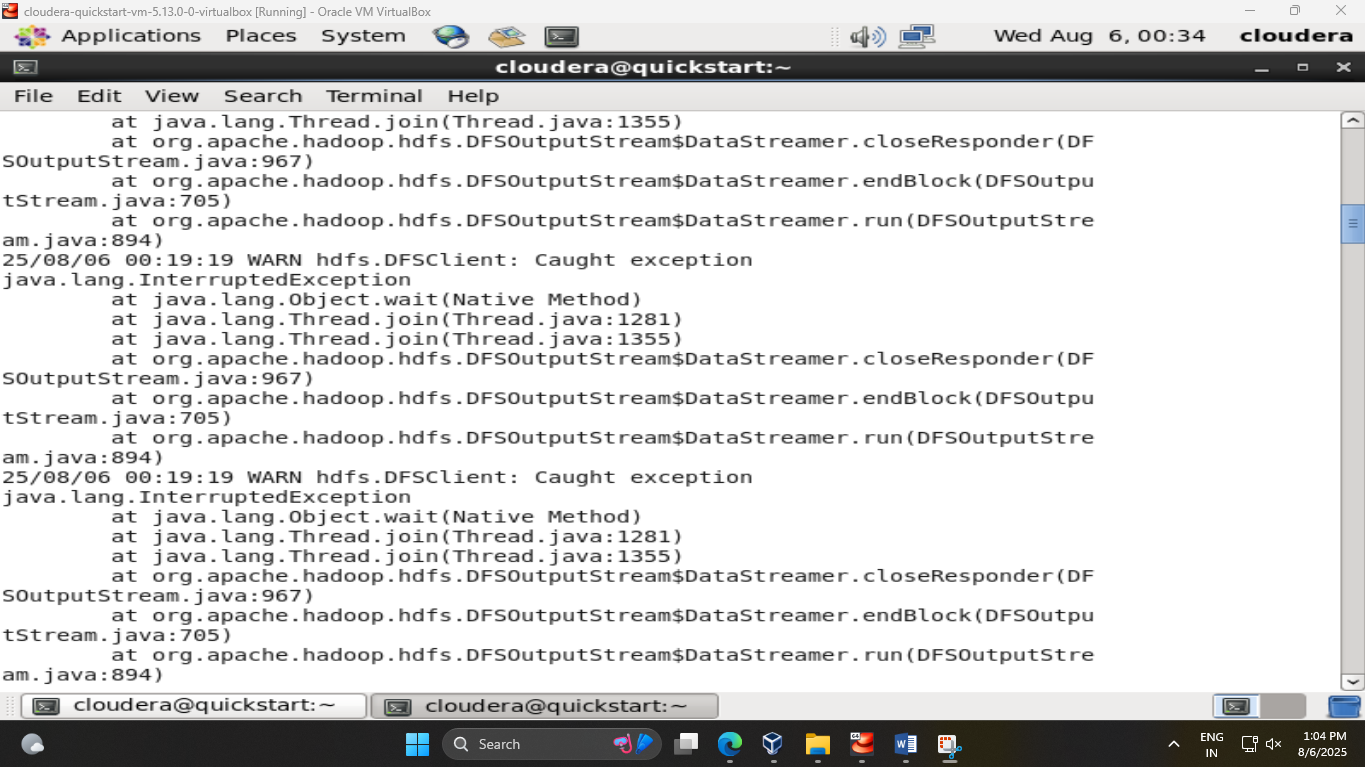 cloudera-quickstart-vm-5.13.0-0-virtualbox [Running] - Oracle VM VirtualBox
Applications Places System Wed Aug 6, 00:34 cloudera
cloudera@quickstart:~
File Edit View Search Terminal Help
at java.lang.Thread.join(Thread.java:1355)
at org.apache.hadoop.hdfs.DFSOutputStream$DataStreamer.closeResponder(DF
SOutputStream.java:967)
at org.apache.hadoop.hdfs.DFSOutputStream$DataStreamer.endBlock(DFSOutpu
tStream.java:705)
at org.apache.hadoop.hdfs.DFSOutputStream$DataStreamer.run(DFSOutputStre
am.java:894)
25/08/06 00:19:19 WARN hdfs.DFSClient: Caught exception
java.lang.InterruptedException
at java.lang.Object.wait(Native Method)
at java.lang.Thread.join(Thread.java:1281)
at java.lang.Thread.join(Thread.java:1355)
at org.apache.hadoop.hdfs.DFSOutputStream$DataStreamer.closeResponder(DF
SOutputStream.java:967)
at org.apache.hadoop.hdfs.DFSOutputStream$DataStreamer.endBlock(DFSOutpu
tStream.java:705)
at org.apache.hadoop.hdfs.DFSOutputStream$DataStreamer.run(DFSOutputStre
am.java:894)
25/08/06 00:19:19 WARN hdfs.DFSClient: Caught exception
java.lang.InterruptedException
at java.lang.Object.wait(Native Method)
at java.lang.Thread.join(Thread.java:1281)
at java.lang.Thread.join(Thread.java:1355)
at org.apache.hadoop.hdfs.DFSOutputStream$DataStreamer.closeResponder(DF
SOutputStream.java:967)
at org.apache.hadoop.hdfs.DFSOutputStream$DataStreamer.endBlock(DFSOutpu
tStream.java:705)
at org.apache.hadoop.hdfs.DFSOutputStream$DataStreamer.run(DFSOutputStre
am.java:894)
cloudera@quickstart:~ cloudera@quickstart:~
Search
ENG
IN
1:04 PM
8/6/2025